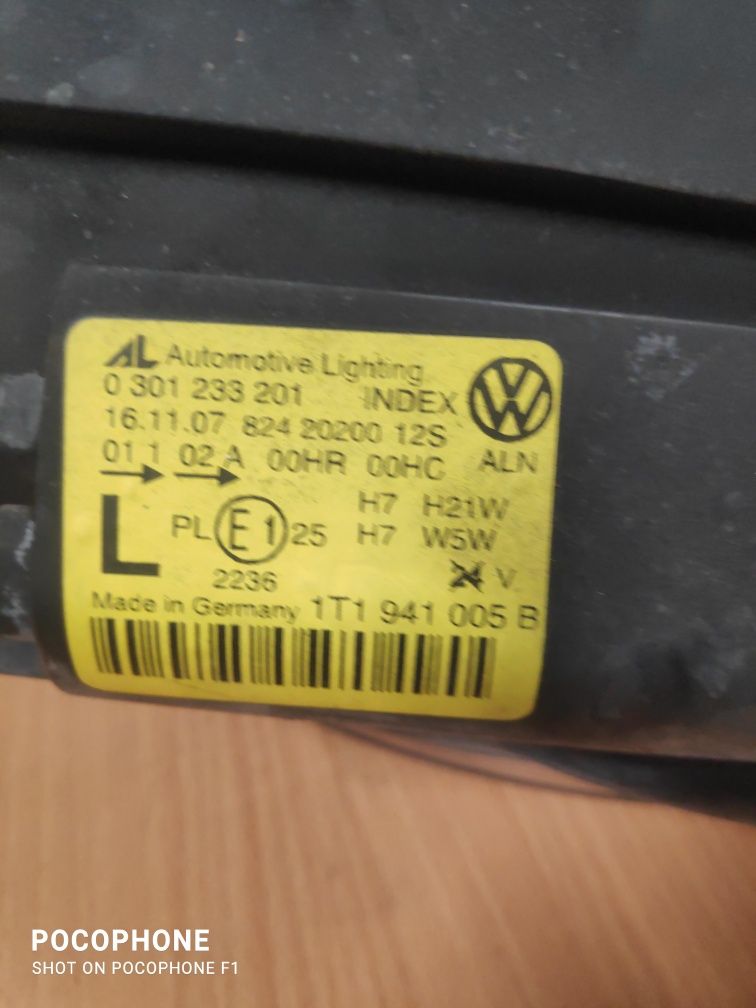 AL Automotive Lighting
0 301 233 201 INDEX
16.11.07 824 20200 12S
01 1 02 A 00HR 00HC ALN
H7 H21W
L PL E1 25 H7 W5W
2236 24 V
Made in Germany 1T1 941 005 B
POCOPHONE
SHOT ON POCOPHONE F1